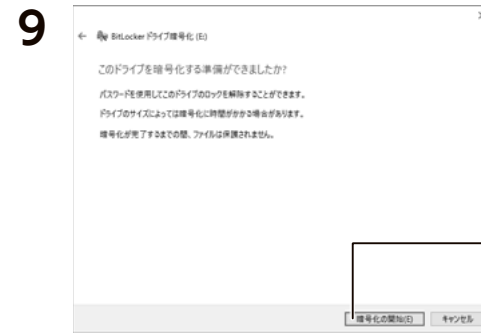 9
← BitLocker ドライブ暗号化 (E:)
このドライブを暗号化する準備ができましたか?
パスワードを使用してこのドライブのロックを解除することができます。
ドライブのサイズによっては暗号化に時間がかかる場合があります。
暗号化が完了するまでの間、ファイルは保護されません。
暗号化の開始(E) キャンセル